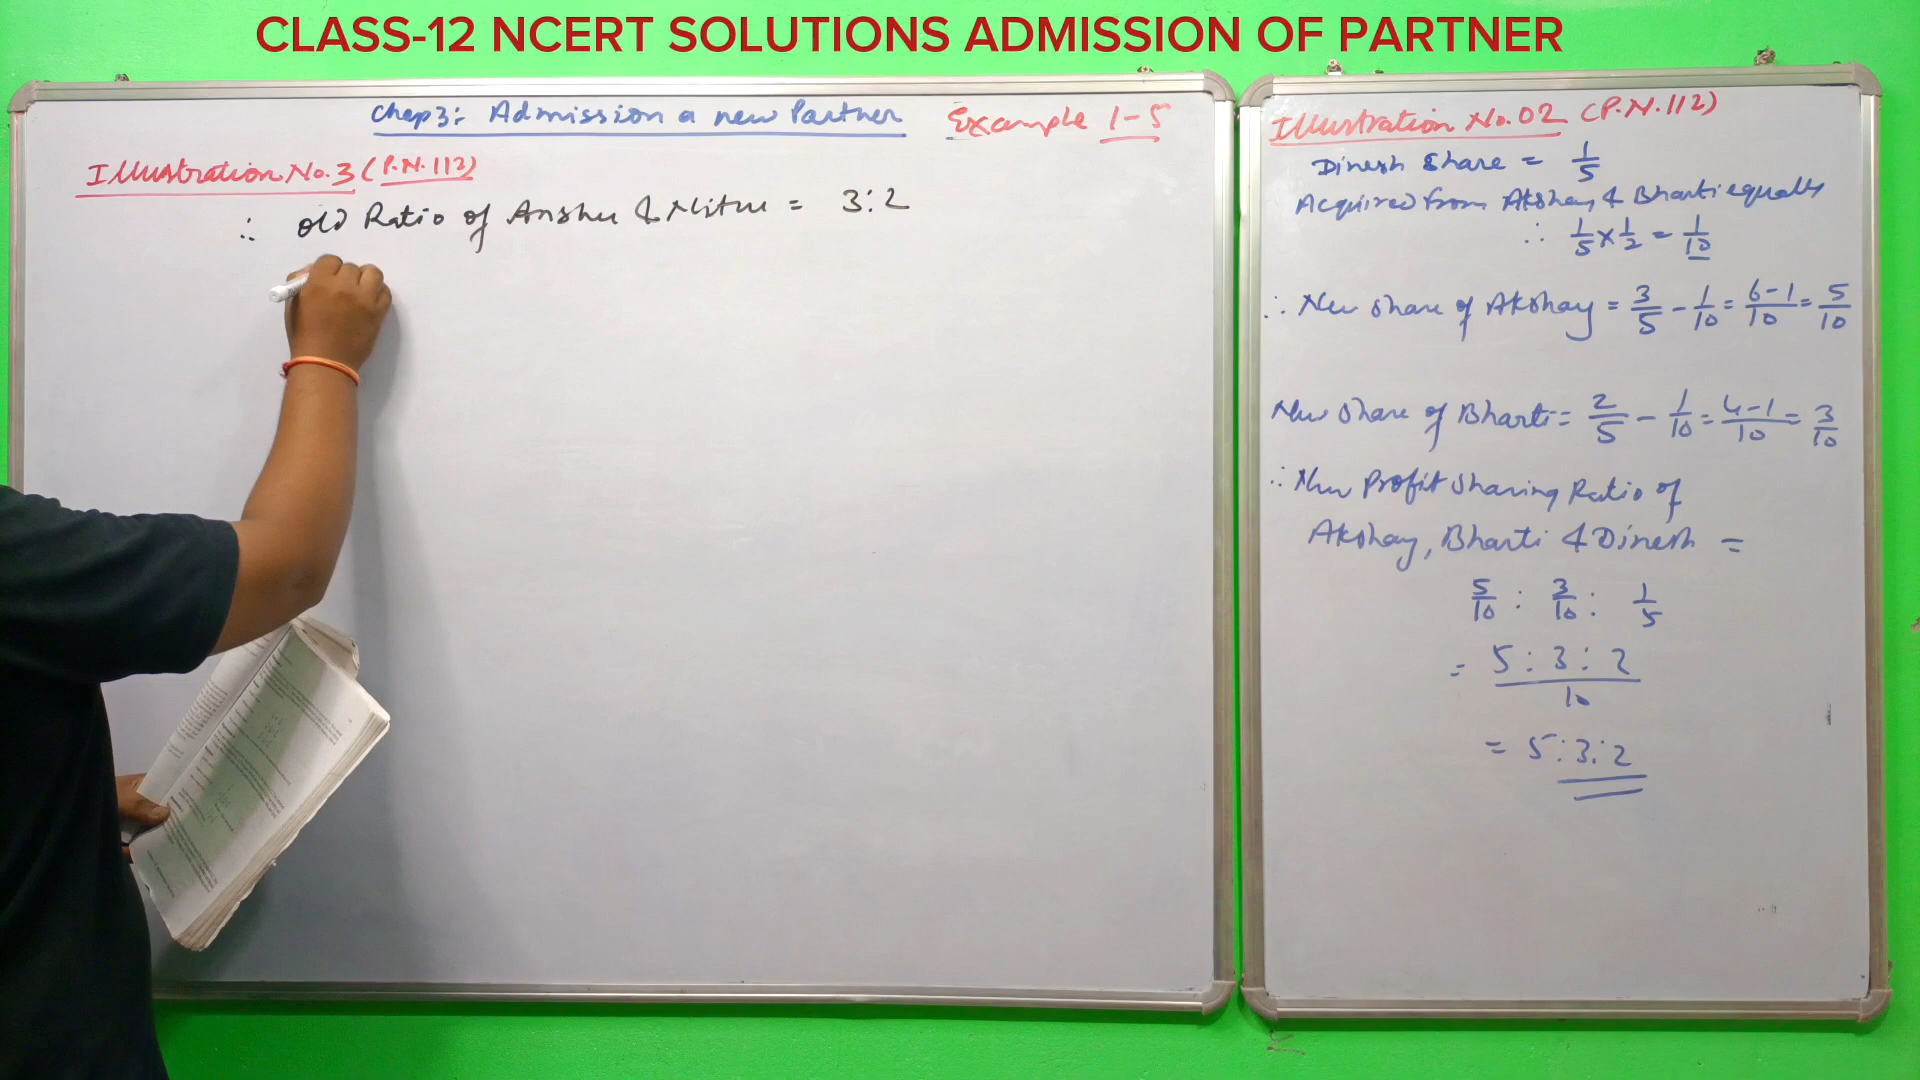 CLASS-12 NCERT SOLUTIONS ADMISSION OF PARTNER
Chap3: Admission a new Partner Example 1-5
Illustration No.3 (P.N.112)
∴ old Ratio of Anshu & Nitu = 3:2
Illustration No.02 (P.N.112)
Dinesh Share = 1/5
Acquired from Akshay & Bharti equally
∴ 1/5 × 1/2 = 1/10
∴ New Share of Akshay = 3/5 - 1/10 = 6-1/10 = 5/10
New Share of Bharti = 2/5 - 1/10 = 4-1/10 = 3/10
∴ New Profit Sharing Ratio of
Akshay, Bharti & Dinesh =
5/10 : 3/10 : 1/5
= 5:3:2/10
= 5:3:2